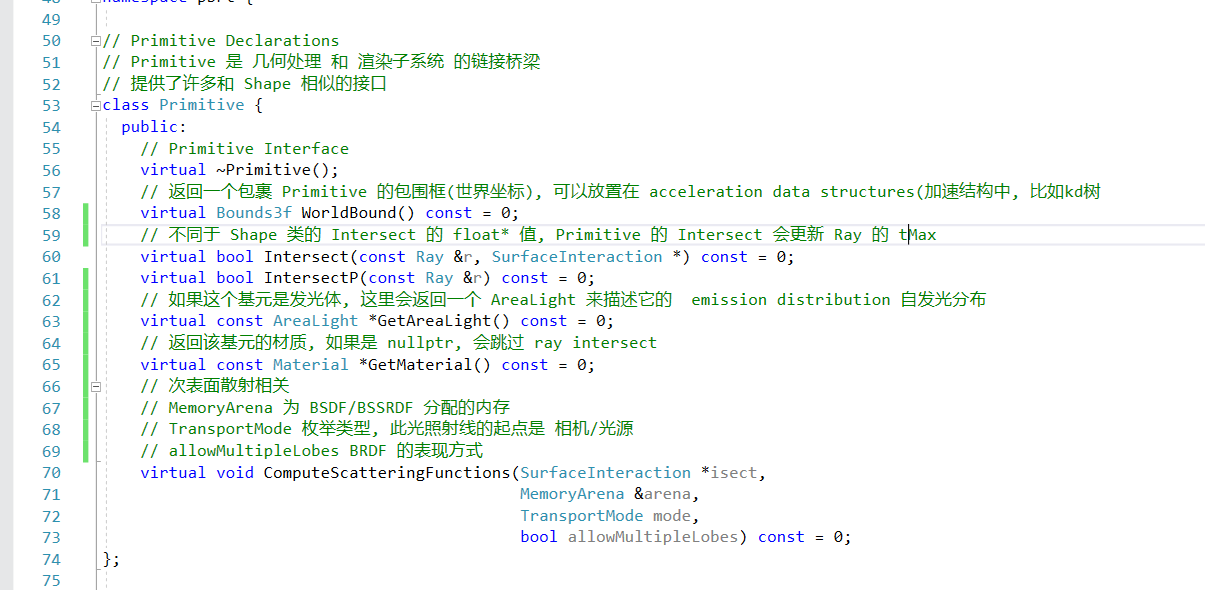 49
50 // Primitive Declarations
51 // Primitive 是 几何处理 和 渲染子系统 的链接桥梁
52 // 提供了许多和 Shape 相似的接口
53 class Primitive {
54 public:
55 // Primitive Interface
56 virtual ~Primitive();
57 // 返回一个包裹 Primitive 的包围框(世界坐标), 可以放置在 acceleration data structures(加速结构中, 比如kd树
58 virtual Bounds3f WorldBound() const = 0;
59 // 不同于 Shape 类的 Intersect 的 float* 值, Primitive 的 Intersect 会更新 Ray 的 tMax
60 virtual bool Intersect(const Ray &r, SurfaceInteraction *) const = 0;
61 virtual bool IntersectP(const Ray &r) const = 0;
62 // 如果这个基元是发光体, 这里会返回一个 AreaLight 来描述它的  emission distribution 自发光分布
63 virtual const AreaLight *GetAreaLight() const = 0;
64 // 返回该基元的材质, 如果是 nullptr, 会跳过 ray intersect
65 virtual const Material *GetMaterial() const = 0;
66 // 次表面散射相关
67 // MemoryArena 为 BSDF/BSSRDF 分配的内存
68 // TransportMode 枚举类型, 此光照射线的起点是 相机/光源
69 // allowMultipleLobes BRDF 的表现方式
70 virtual void ComputeScatteringFunctions(SurfaceInteraction *isect,
71 MemoryArena &arena,
72 TransportMode mode,
73 bool allowMultipleLobes) const = 0;
74 };
75